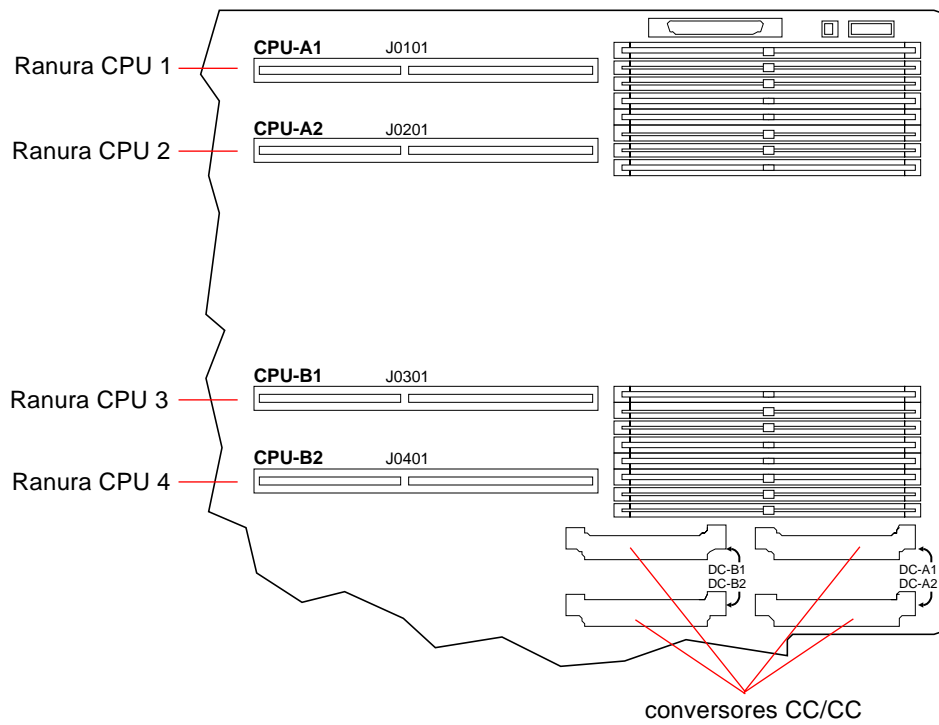 CPU-A1 J0101
Ranura CPU 1
CPU-A2 J0201
Ranura CPU 2
CPU-B1 J0301
Ranura CPU 3
CPU-B2 J0401
Ranura CPU 4
DC-B1 DC-A1
DC-B2 DC-A2
conversores CC/CC